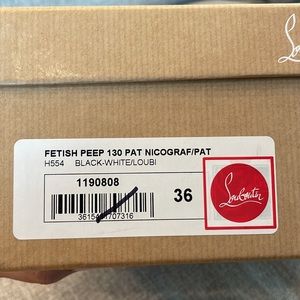 FETISH PEEP 130 PAT NICOGRAF/PAT
H554 BLACK-WHITE/LOUBI
1190808
36
Louboutin